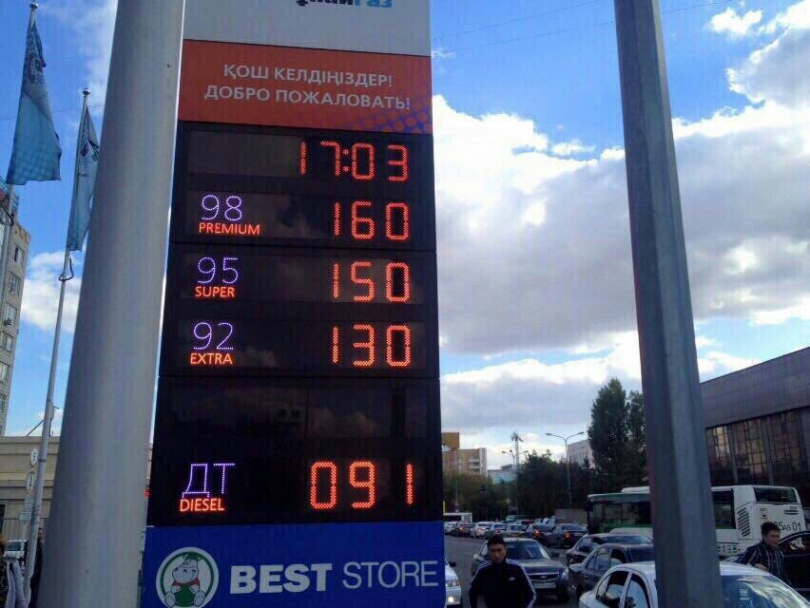 ҚОШ КЕЛДІҢІЗДЕР!
ДОБРО ПОЖАЛОВАТЬ!
17:03
98 160
PREMIUM
95 150
SUPER
92 130
EXTRA
ДТ 091
DIESEL
BEST STORE